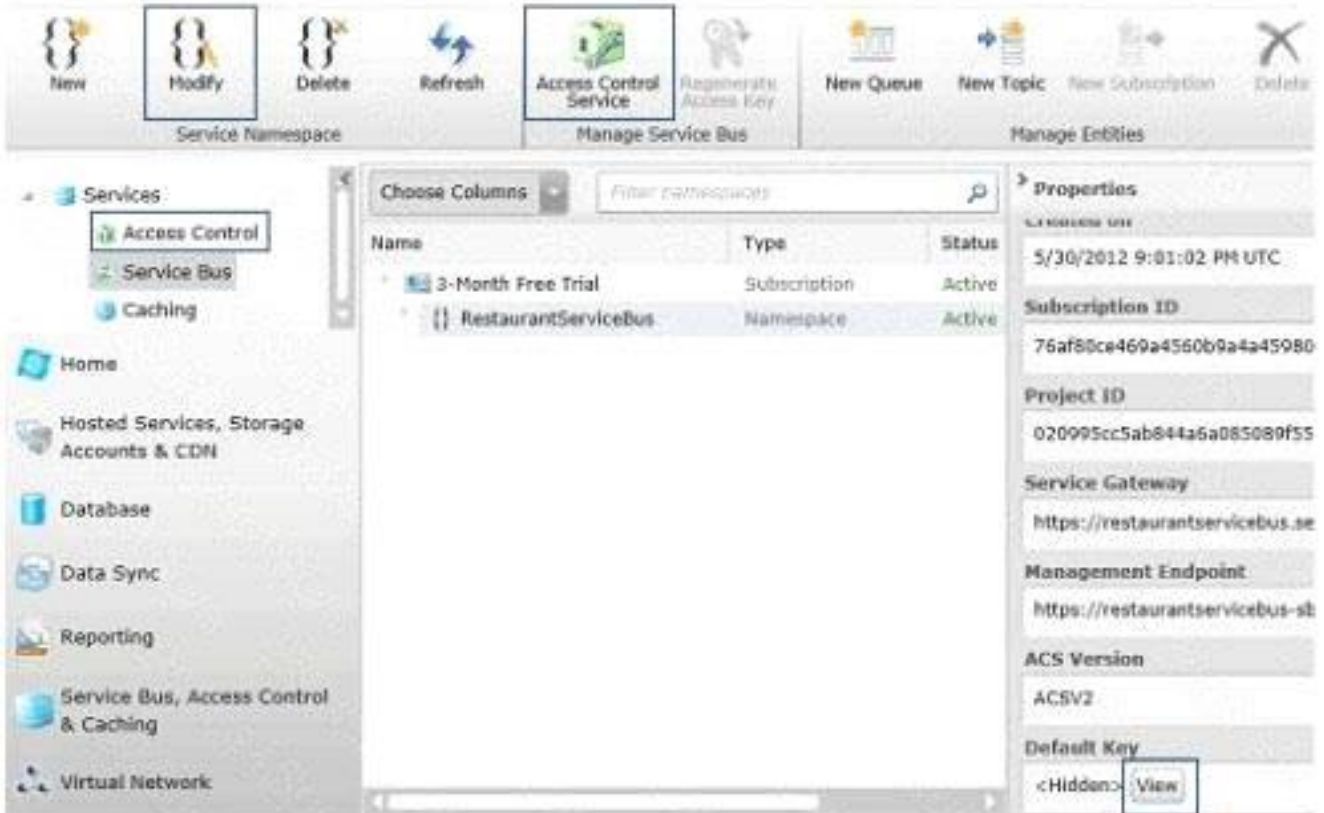 New
Modify
Delete
Refresh
Access Control
Service
Regenerate
Access Key
New Queue
New Topic
New Subscription
Delete
Service Namespace
Manage Service Bus
Manage Entities
Services
Access Control
Service Bus
Caching
Home
Hosted Services, Storage
Accounts & CDN
Database
Data Sync
Reporting
Service Bus, Access Control
& Caching
Virtual Network
Choose Columns
Filter namespaces
Name Type Status
3-Month Free Trial Subscription Active
{} RestaurantServiceBus Namespace Active
Properties
Created on
5/30/2012 9:01:02 PM UTC
Subscription ID
76af80ce469a4560b9a4a45980
Project ID
020995cc5ab844a6a085089f55
Service Gateway
https://restaurantservicebus.se
Management Endpoint
https://restaurantservicebus-sb
ACS Version
ACSV2
Default Key
<Hidden> View